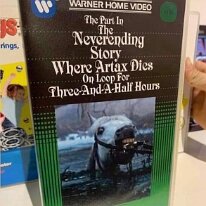 WARNER HOME VIDEO
The Part In
The
Neverending
Story
Where Artax Dies
On Loop For
Three-And-A-Half Hours